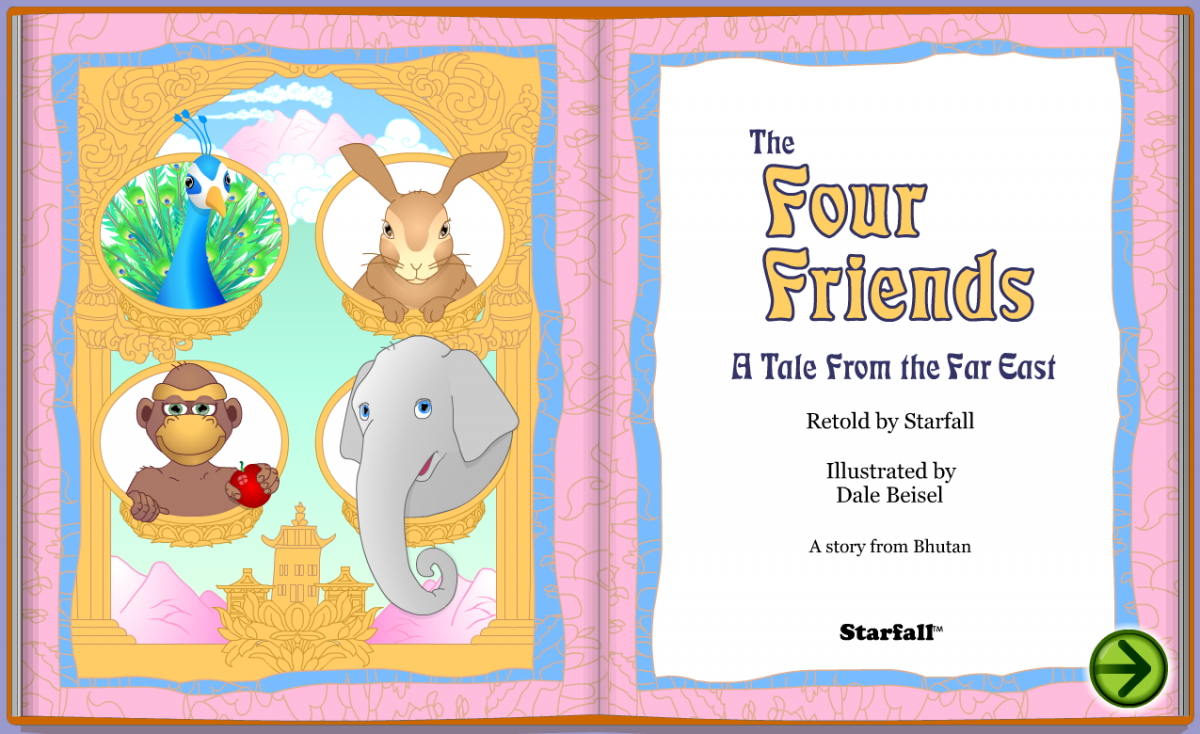 The
Four
Friends
A Tale From the Far East
Retold by Starfall
Illustrated by
Dale Beisel
A story from Bhutan
Starfall™